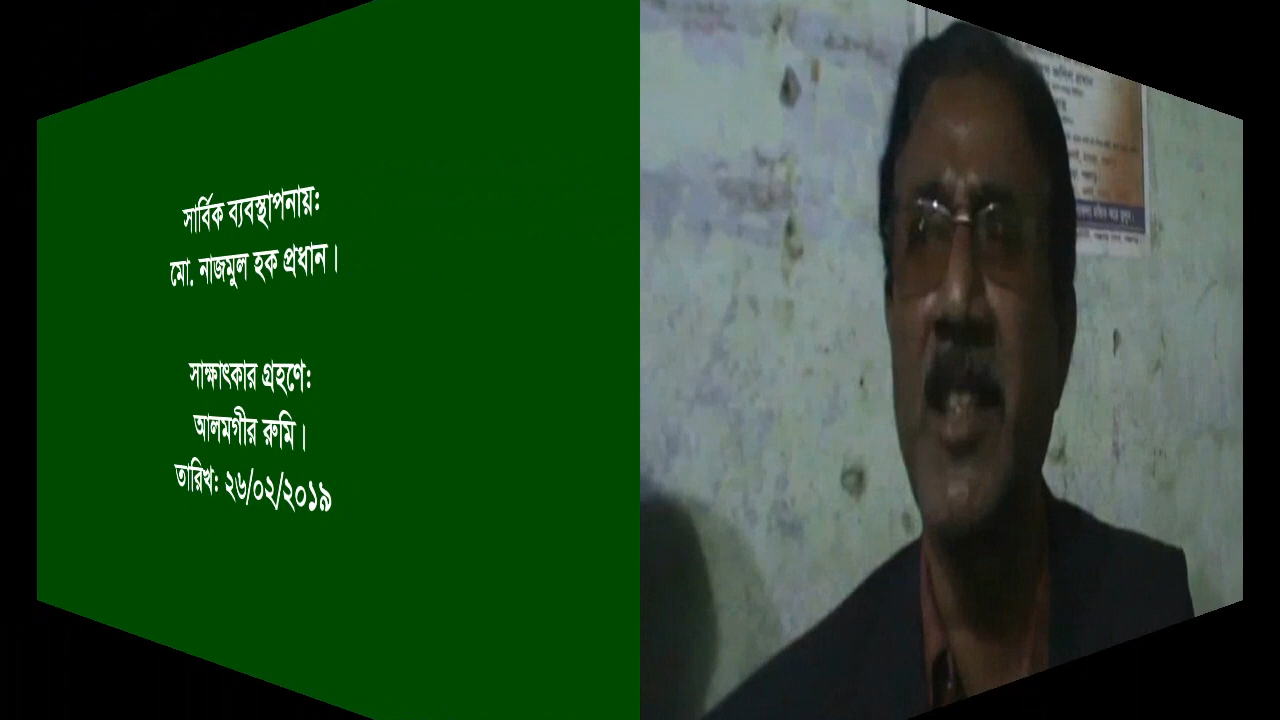 সার্বিক ব্যবস্থাপনায়:
মো. নাজমুল হক প্রধান।
সাক্ষাৎকার গ্রহণে:
আলমগীর রুমি।
তারিখ: ২৬/০২/২০১৯